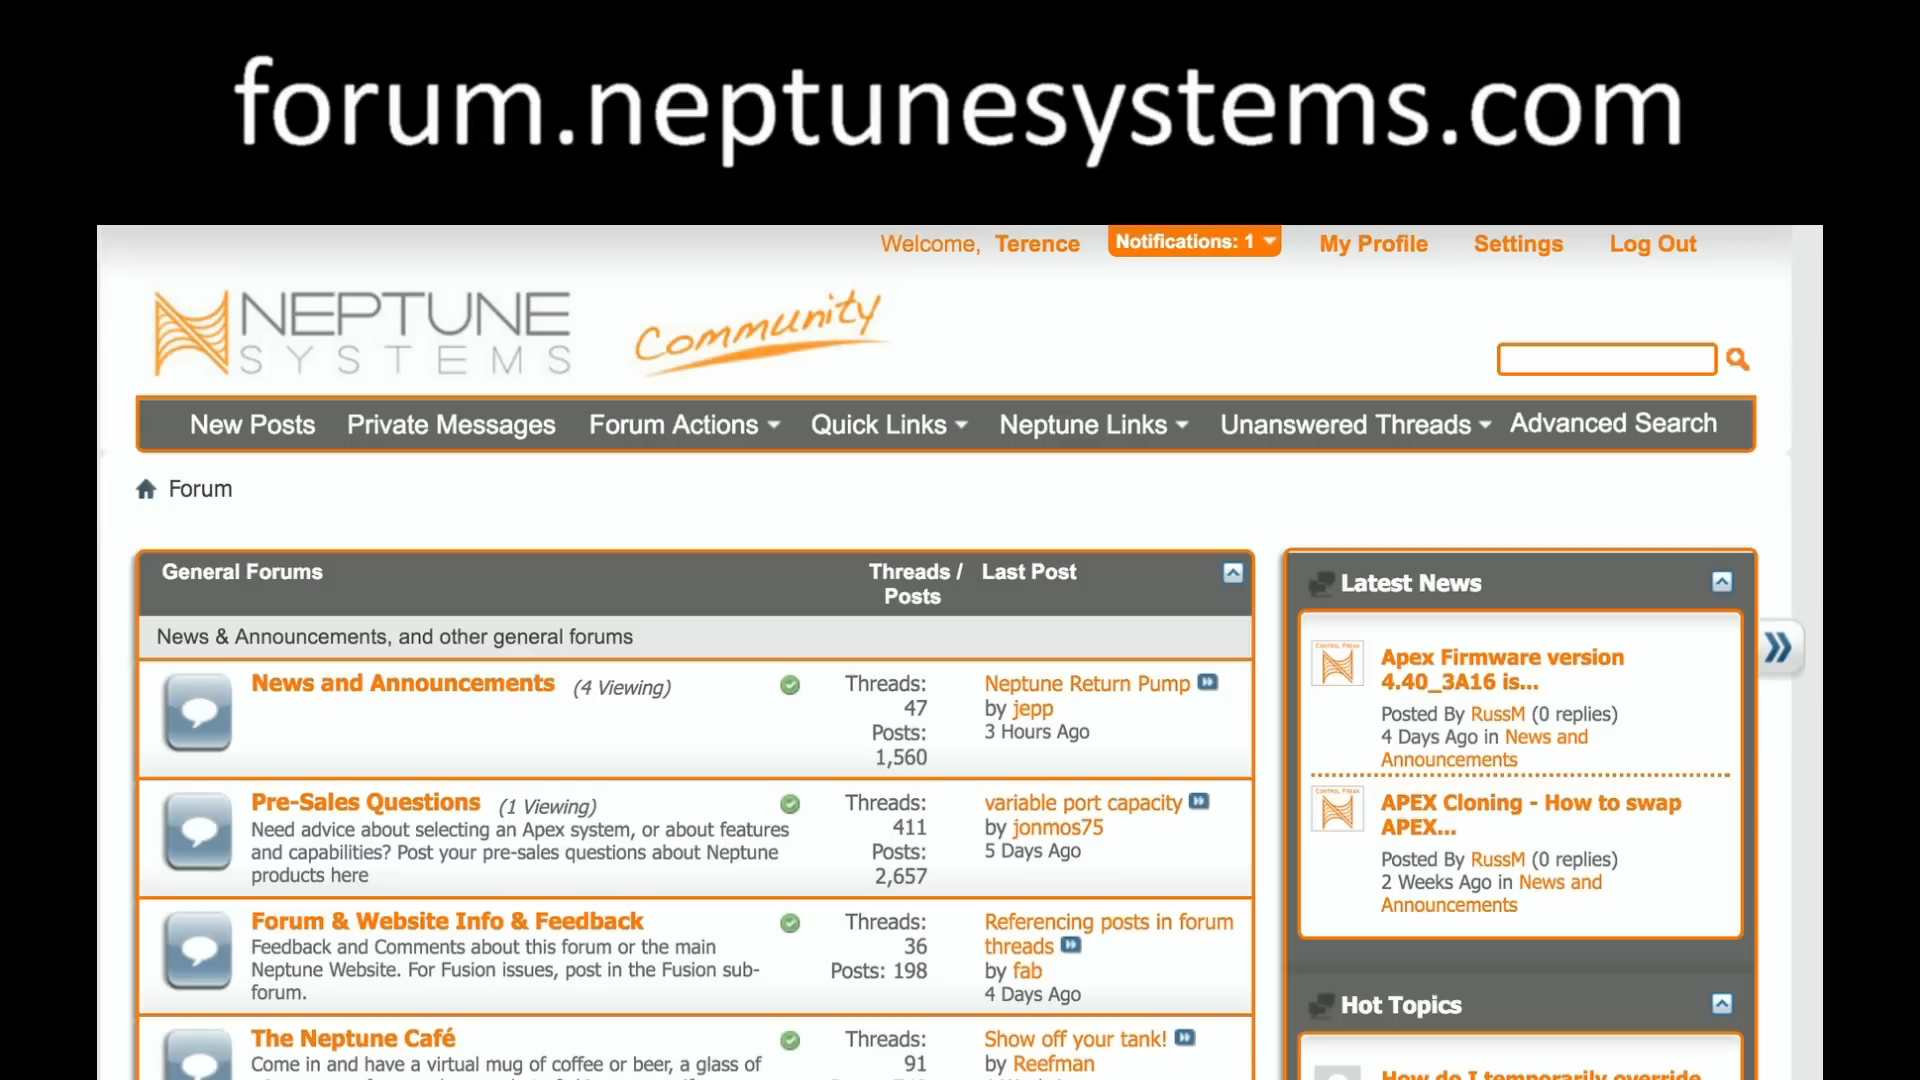 forum.neptunesystems.com
Welcome, Terence Notifications: 1 My Profile Settings Log Out
NEPTUNE
SYSTEMS
Community
New Posts Private Messages Forum Actions Quick Links Neptune Links Unanswered Threads Advanced Search
Forum
General Forums
Threads /
Posts
Last Post
News & Announcements, and other general forums
News and Announcements (4 Viewing)
Threads:
47
Posts:
1,560
Neptune Return Pump
by jepp
3 Hours Ago
Pre-Sales Questions (1 Viewing)
Need advice about selecting an Apex system, or about features
and capabilities? Post your pre-sales questions about Neptune
products here
Threads:
411
Posts:
2,657
variable port capacity
by jonmos75
5 Days Ago
Forum & Website Info & Feedback
Feedback and Comments about this forum or the main
Neptune Website. For Fusion issues, post in the Fusion sub-
forum.
Threads:
36
Posts: 198
Referencing posts in forum
threads
by fab
4 Days Ago
The Neptune Café
Come in and have a virtual mug of coffee or beer, a glass of
Threads:
91
Show off your tank!
by Reefman
Latest News
CONTROL FREAK
Apex Firmware version
4.40_3A16 is...
Posted By RussM (0 replies)
4 Days Ago in News and
Announcements
CONTROL FREAK
APEX Cloning - How to swap
APEX...
Posted By RussM (0 replies)
2 Weeks Ago in News and
Announcements
Hot Topics
How do I temporarily override